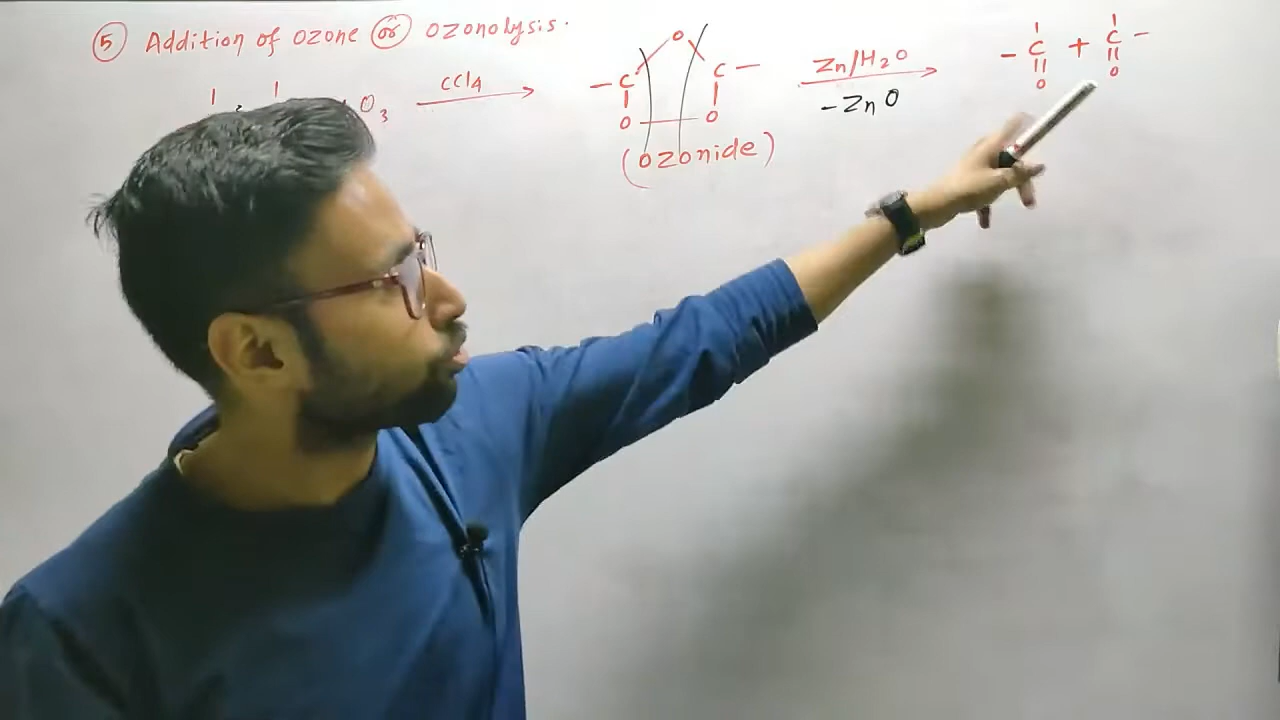 5 Addition of ozone or ozonolysis.
O3 CCl4 -C O C- O O Zn/H2O -ZnO -C + C- O O
(ozonide)